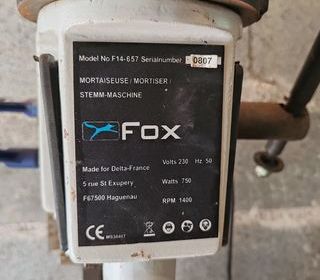 Model No F14-657 Serialnumber 0807
MORTAISEUSE / MORTISER /
STEMM-MASCHINE
FOX
Made for Delta-France Volts 230 Hz 50
5 rue St Exupery Watts 750
F67500 Haguenau RPM 1400
CE